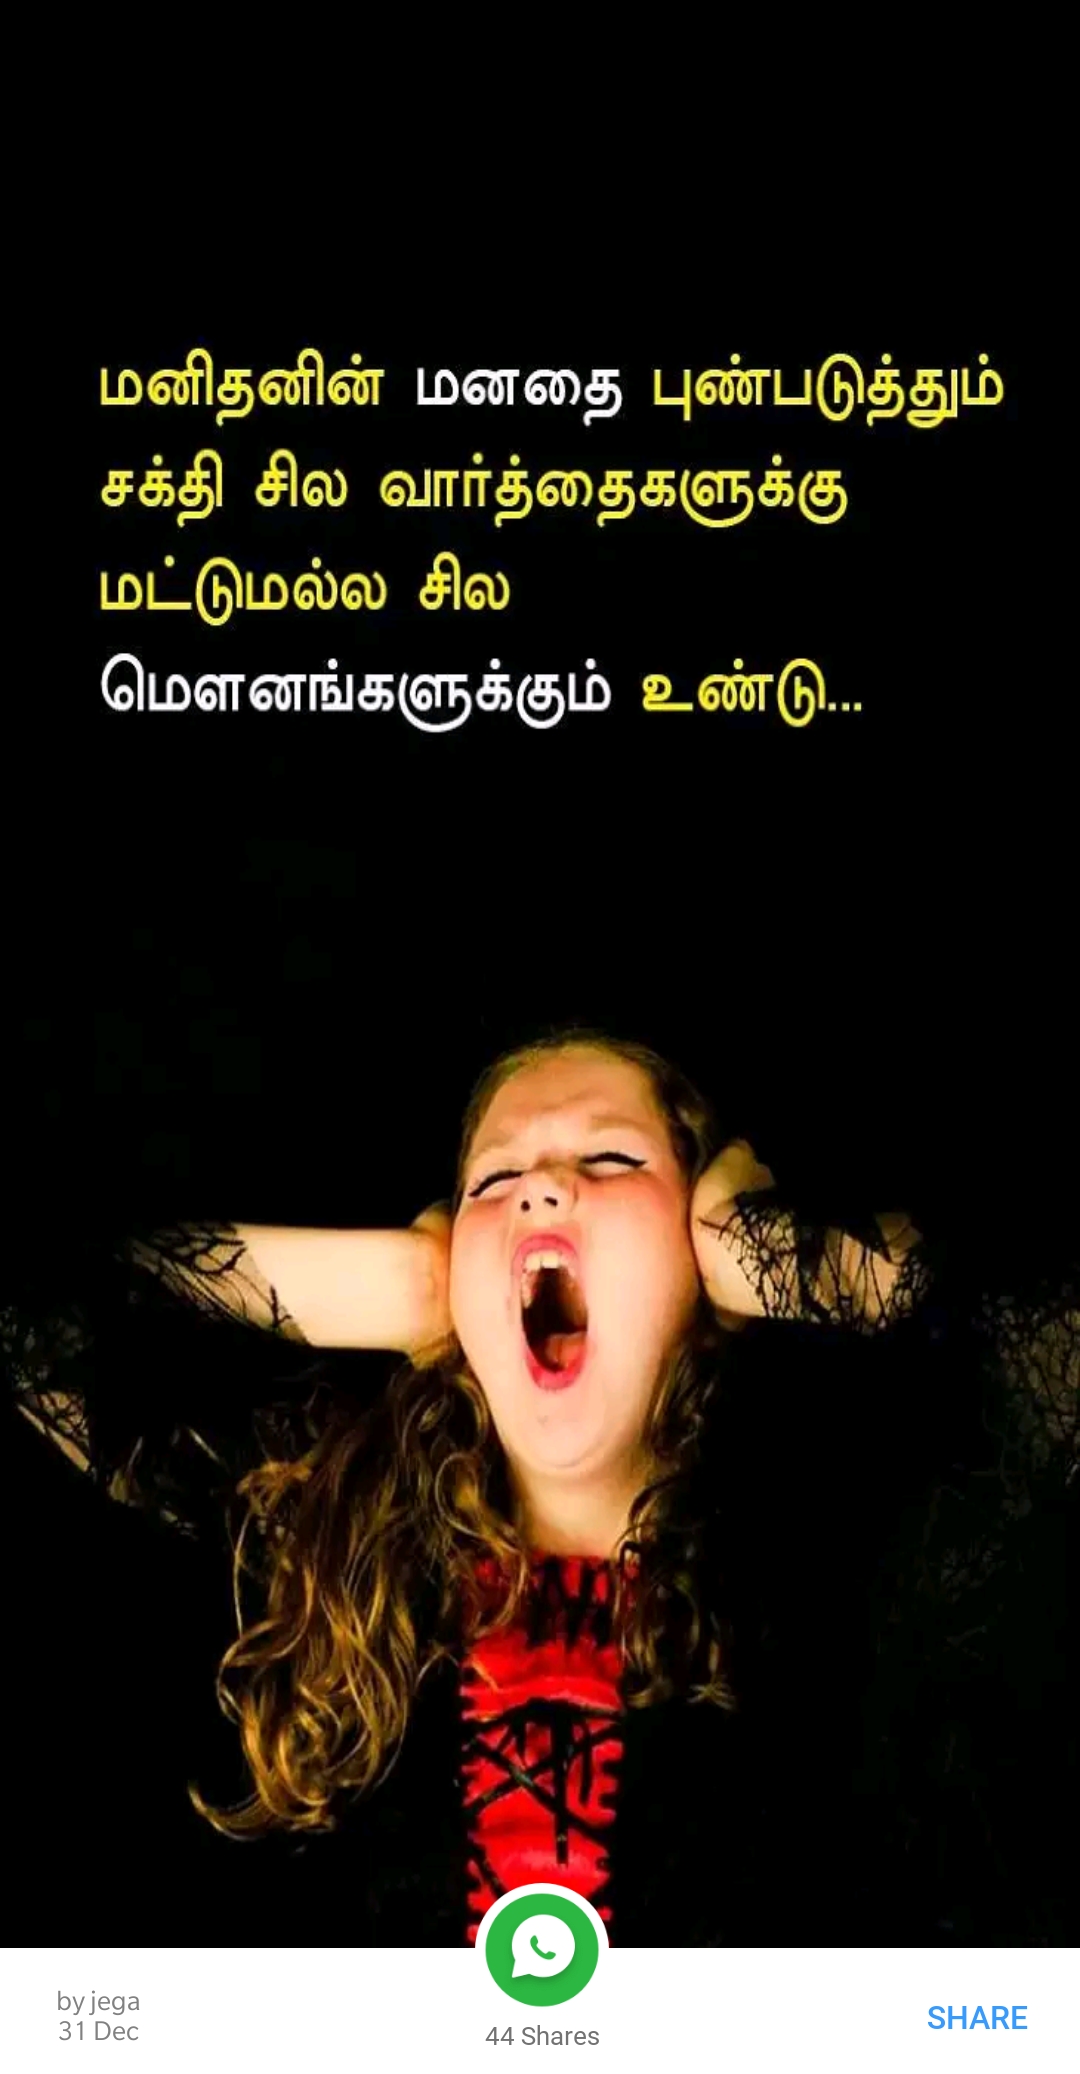 மனிதனின் மனதை புண்படுத்தும்
சக்தி சில வார்த்தைகளுக்கு
மட்டுமல்ல சில
மௌனங்களுக்கும் உண்டு...
by jega
31 Dec
44 Shares
SHARE